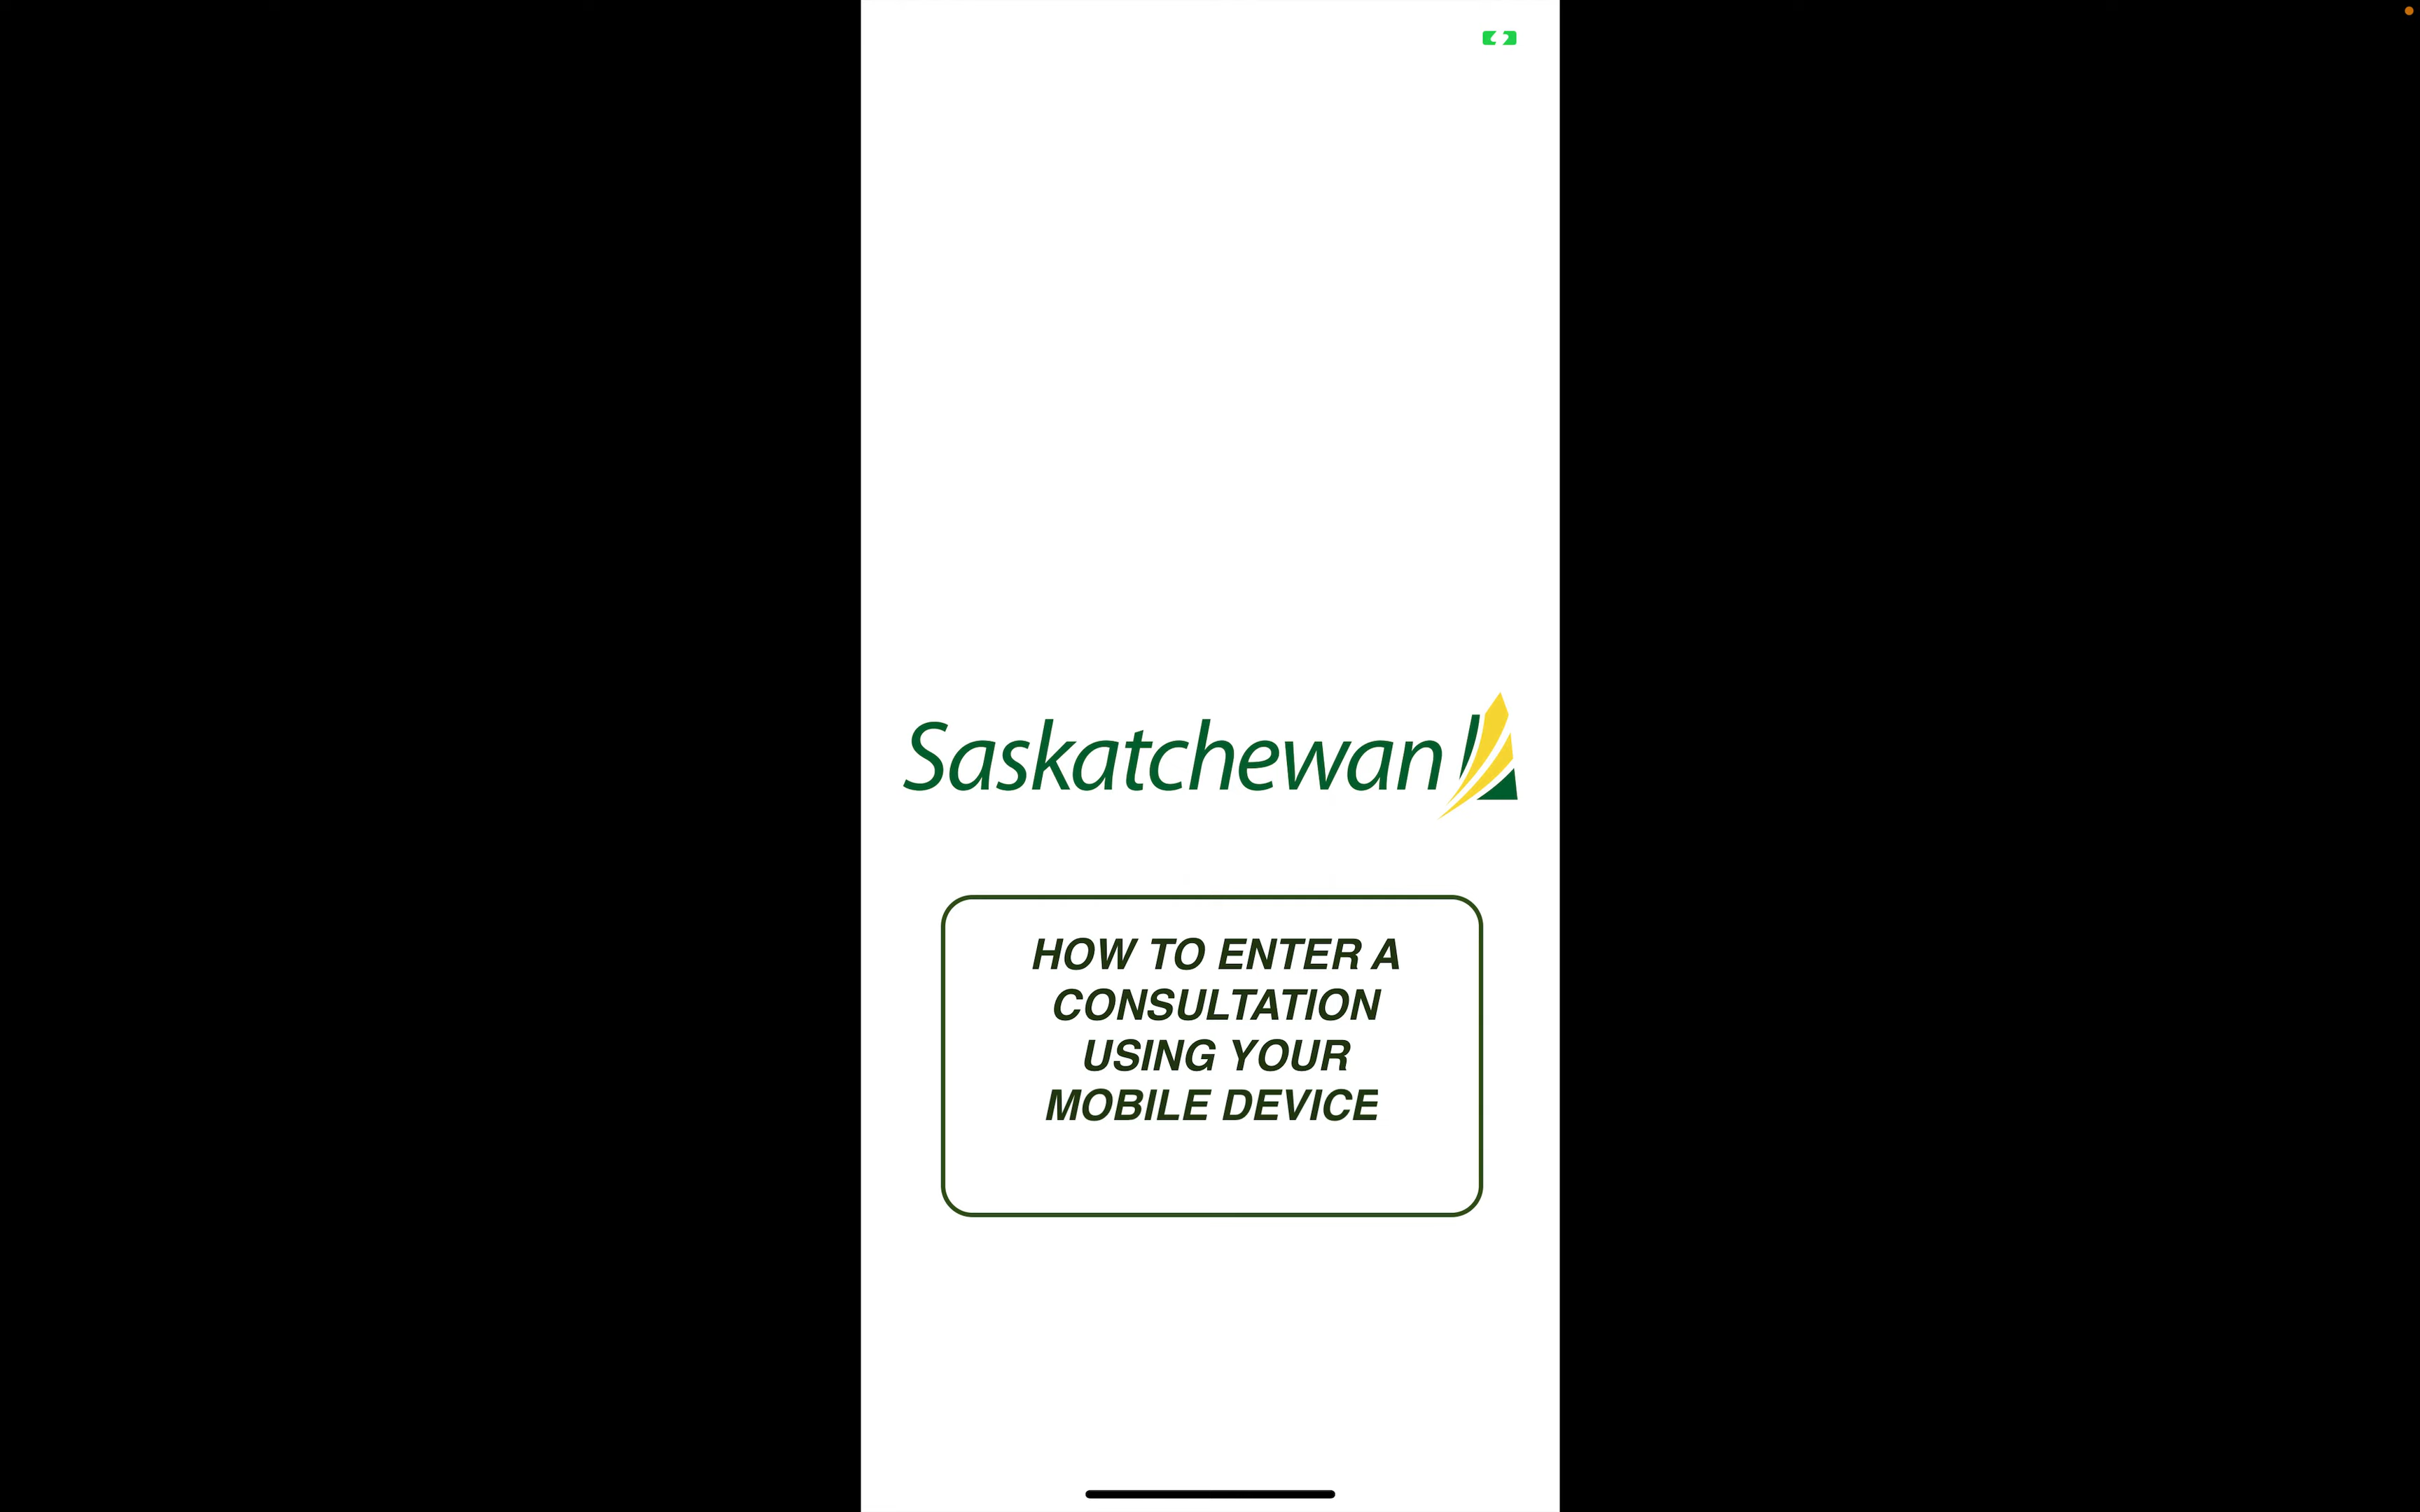 Saskatchewan
HOW TO ENTER A
CONSULTATION
USING YOUR
MOBILE DEVICE